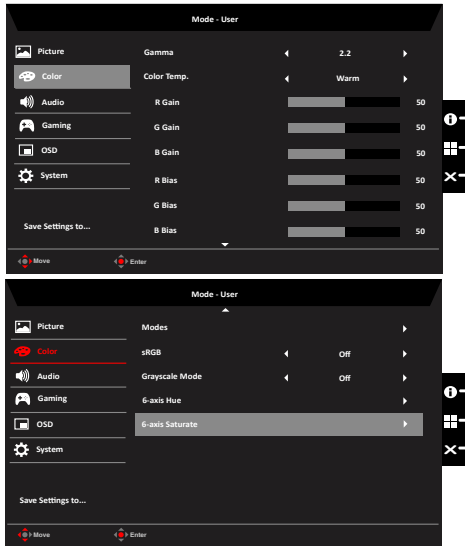 Mode - User
Picture Gamma 2.2
Color Color Temp. Warm
Audio R Gain 50
Gaming G Gain 50
OSD B Gain 50
System R Bias 50
G Bias 50
Save Settings to... B Bias 50
Move Enter
Mode - User
Picture Modes
Color sRGB Off
Audio Grayscale Mode Off
Gaming 6-axis Hue
OSD 6-axis Saturate
System
Save Settings to...
Move Enter